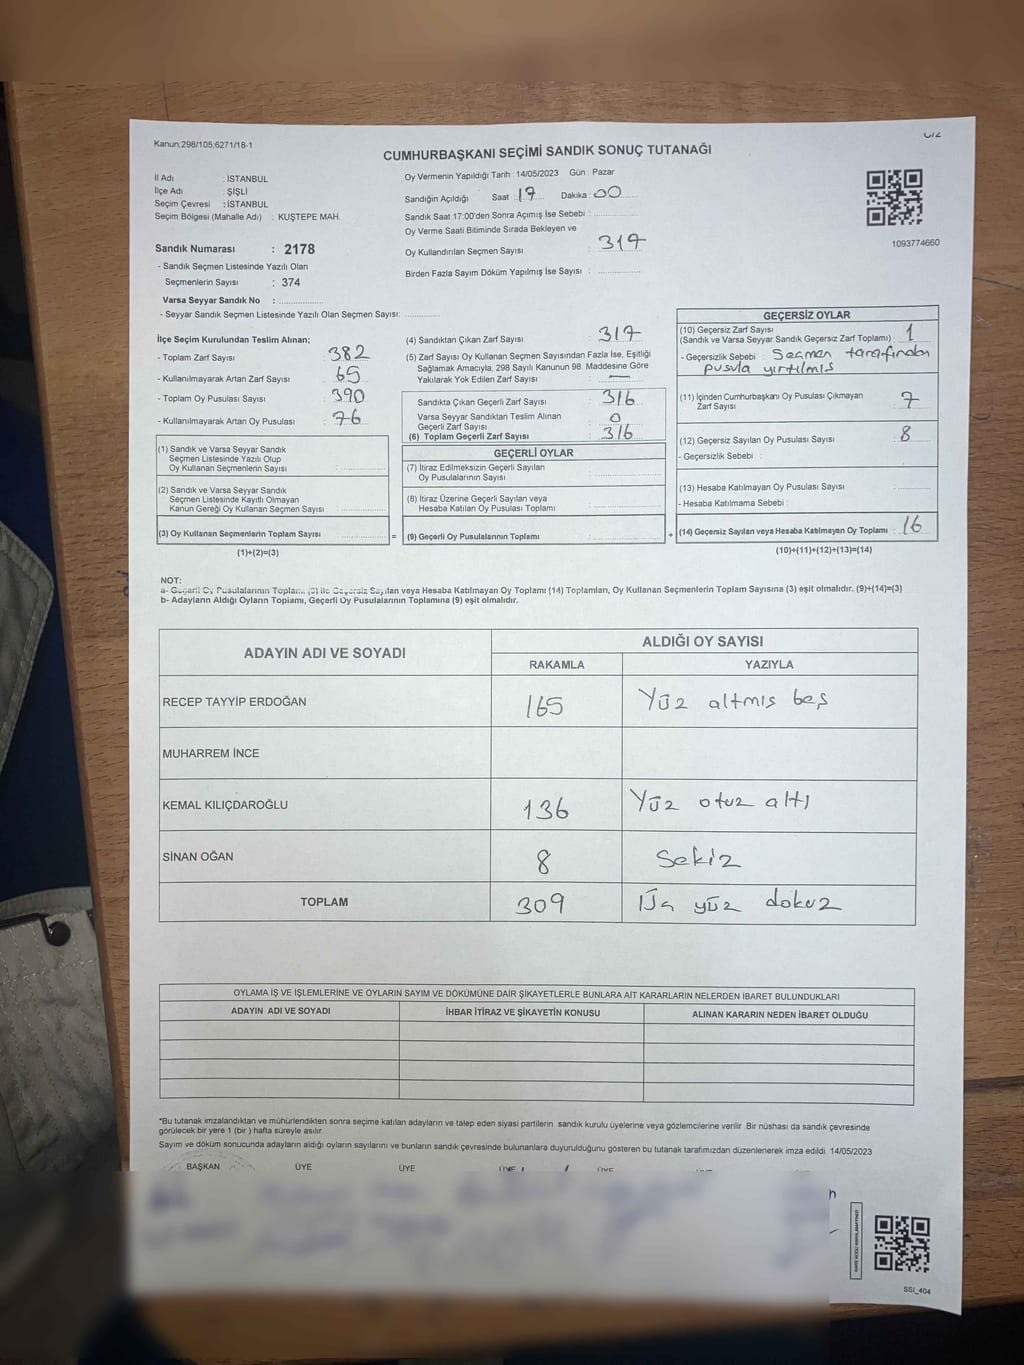 Kanun:298/105;6271/18-1
CUMHURBAŞKANI SEÇİMİ SANDIK SONUÇ TUTANAĞI
İl Adı : İSTANBUL
İlçe Adı : ŞİŞLİ
Seçim Çevresi : İSTANBUL
Seçim Bölgesi (Mahalle Adı) : KUŞTEPE MAH.
Oy Vermenin Yapıldığı Tarih : 14/05/2023 Gün : Pazar
Sandığın Açıldığı Saat : 17 Dakika : 00
Sandık Saat 17:00'den Sonra Açımış İse Sebebi :
Oy Verme Saati Bitiminde Sırada Bekleyen ve
Oy Kullandırılan Seçmen Sayısı : 317
Birden Fazla Sayım Döküm Yapılmış İse Sayısı :
1093774660
Sandık Numarası : 2178
- Sandık Seçmen Listesinde Yazılı Olan
Seçmenlerin Sayısı : 374
Varsa Seyyar Sandık No :
- Seyyar Sandık Seçmen Listesinde Yazılı Olan Seçmen Sayısı:
İlçe Seçim Kurulundan Teslim Alınan;
- Toplam Zarf Sayısı : 382
- Kullanılmayarak Artan Zarf Sayısı : 65
- Toplam Oy Pusulası Sayısı : 390
- Kullanılmayarak Artan Oy Pusulası : 76
(1) Sandık ve Varsa Seyyar Sandık
Seçmen Listesinde Yazılı Olup
Oy Kullanan Seçmenlerin Sayısı :
(2) Sandık ve Varsa Seyyar Sandık
Seçmen Listesinde Kayıtlı Olmayan
Kanun Gereği Oy Kullanan Seçmen Sayısı :
(3) Oy Kullanan Seçmenlerin Toplam Sayısı :
(1)+(2)=(3)
(4) Sandıktan Çıkan Zarf Sayısı : 317
(5) Zarf Sayısı Oy Kullanan Seçmen Sayısından Fazla İse, Eşitliği
Sağlamak Amacıyla; 298 Sayılı Kanunun 98. Maddesine Göre
Yakılarak Yok Edilen Zarf Sayısı : —
Sandıkta Çıkan Geçerli Zarf Sayısı : 316
Varsa Seyyar Sandıktan Teslim Alınan
Geçerli Zarf Sayısı : 0
(6) Toplam Geçerli Zarf Sayısı : 316
GEÇERLİ OYLAR
(7) İtiraz Edilmeksizin Geçerli Sayılan
Oy Pusulalarının Sayısı :
(8) İtiraz Üzerine Geçerli Sayılan veya
Hesaba Katılan Oy Pusulası Toplamı :
= (9) Geçerli Oy Pusulalarının Toplamı :
GEÇERSİZ OYLAR
(10) Geçersiz Zarf Sayısı
(Sandık ve Varsa Seyyar Sandık Geçersiz Zarf Toplamı) : 1
- Geçersizlik Sebebi : Seçmen tarafından
pusula yırtılmış
(11) İçinden Cumhurbaşkanı Oy Pusulası Çıkmayan
Zarf Sayısı : 7
(12) Geçersiz Sayılan Oy Pusulası Sayısı : 8
- Geçersizlik Sebebi :
(13) Hesaba Katılmayan Oy Pusulası Sayısı :
- Hesaba Katılmama Sebebi :
+ (14) Geçersiz Sayılan veya Hesaba Katılmayan Oy Toplamı : 16
(10)+(11)+(12)+(13)=(14)
NOT:
a- Geçerli Oy Pusulalarının Toplamı (9) ile Geçersiz Sayılan veya Hesaba Katılmayan Oy Toplamı (14) Toplamları, Oy Kullanan Seçmenlerin Toplam Sayısına (3) eşit olmalıdır. (9)+(14)=(3)
b- Adayların Aldığı Oyların Toplamı, Geçerli Oy Pusulalarının Toplamına (9) eşit olmalıdır.
ADAYIN ADI VE SOYADI
ALDIĞI OY SAYISI
RAKAMLA YAZIYLA
RECEP TAYYİP ERDOĞAN 165 Yüz altmış beş
MUHARREM İNCE
KEMAL KILIÇDAROĞLU 136 Yüz otuz altı
SİNAN OĞAN 8 Sekiz
TOPLAM 309 yüz dokuz
OYLAMA İŞ VE İŞLEMLERİNE VE OYLARIN SAYIM VE DÖKÜMÜNE DAİR ŞİKAYETLERLE BUNLARA AİT KARARLARIN NELERDEN İBARET BULUNDUKLARI
ADAYIN ADI VE SOYADI İHBAR İTİRAZ VE ŞİKAYETİN KONUSU ALINAN KARARIN NEDEN İBARET OLDUĞU
*Bu tutanak imzalandıktan ve mühürlendikten sonra seçime katılan adayların ve talep eden siyasi partilerin sandık kurulu üyelerine veya gözlemcilerine verilir. Bir nüshası da sandık çevresinde
görülecek bir yere 1 (bir ) hafta süreyle asılır.
Sayım ve döküm sonucunda adayların aldığı oyların sayılarını ve bunların sandık çevresinde bulunanlara duyurulduğunu gösteren bu tutanak tarafımızdan düzenlenerek imza edildi. 14/05/2023
BAŞKAN ÜYE ÜYE ÜYE ÜYE
SSI_404